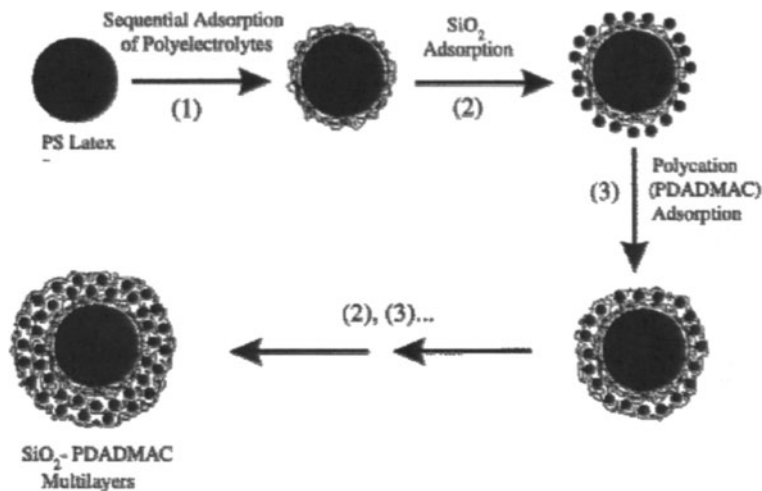 Sequential Adsorption
of Polyelectrolytes
(1)
SiO₂
Adsorption
(2)
PS Latex
(3)
Polycation
(PDADMAC)
Adsorption
(2), (3)...
SiO₂- PDADMAC
Multilayers